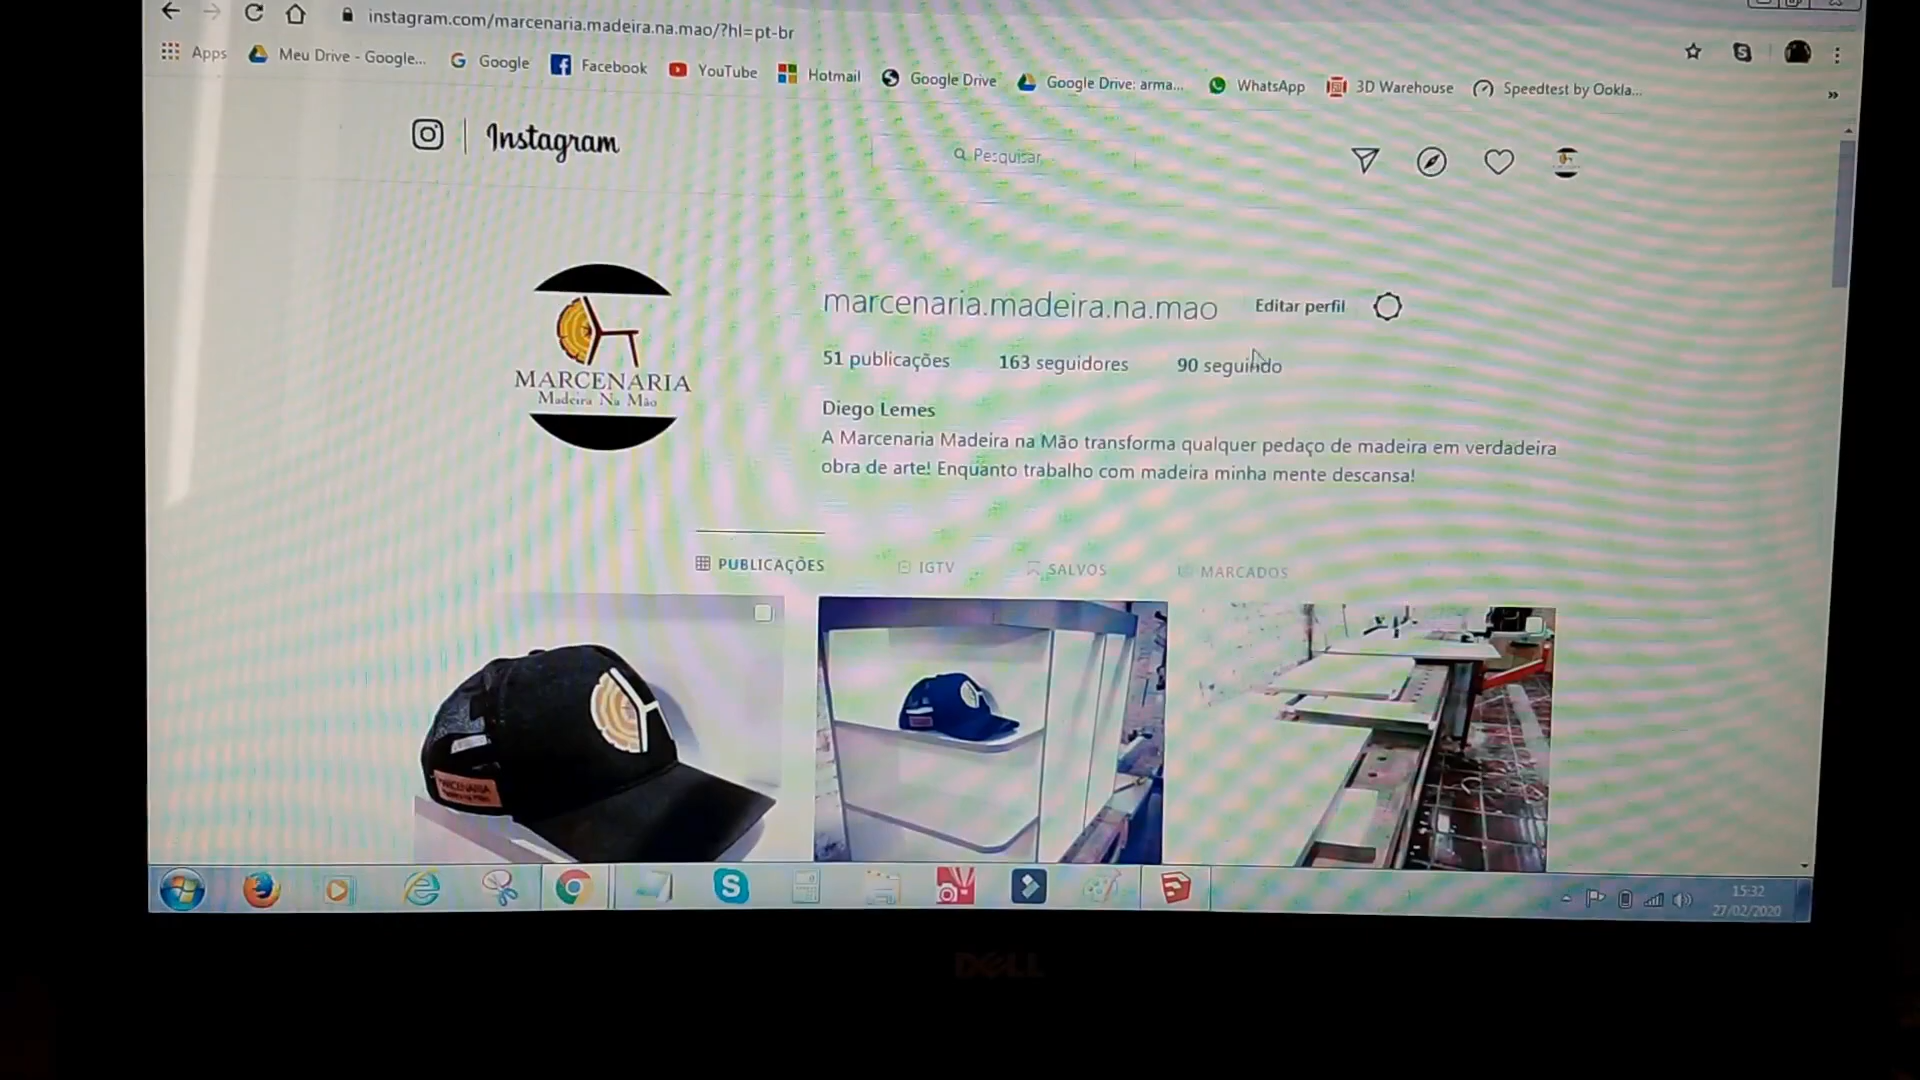 instagram.com/marcenaria.madeira.na.mao/?hl=pt-br
Apps
Meu Drive - Google...
Google
Facebook
YouTube
Hotmail
Google Drive
Google Drive: arma...
WhatsApp
3D Warehouse
Speedtest by Ookla...
»
Instagram
Pesquisar
MARCENARIA
Madeira Na Mão
marcenaria.madeira.na.mao
Editar perfil
51 publicações
163 seguidores
90 seguindo
Diego Lemes
A Marcenaria Madeira na Mão transforma qualquer pedaço de madeira em verdadeira
obra de arte! Enquanto trabalho com madeira minha mente descansa!
PUBLICAÇÕES
IGTV
SALVOS
MARCADOS
15:32
27/02/2020
DELL